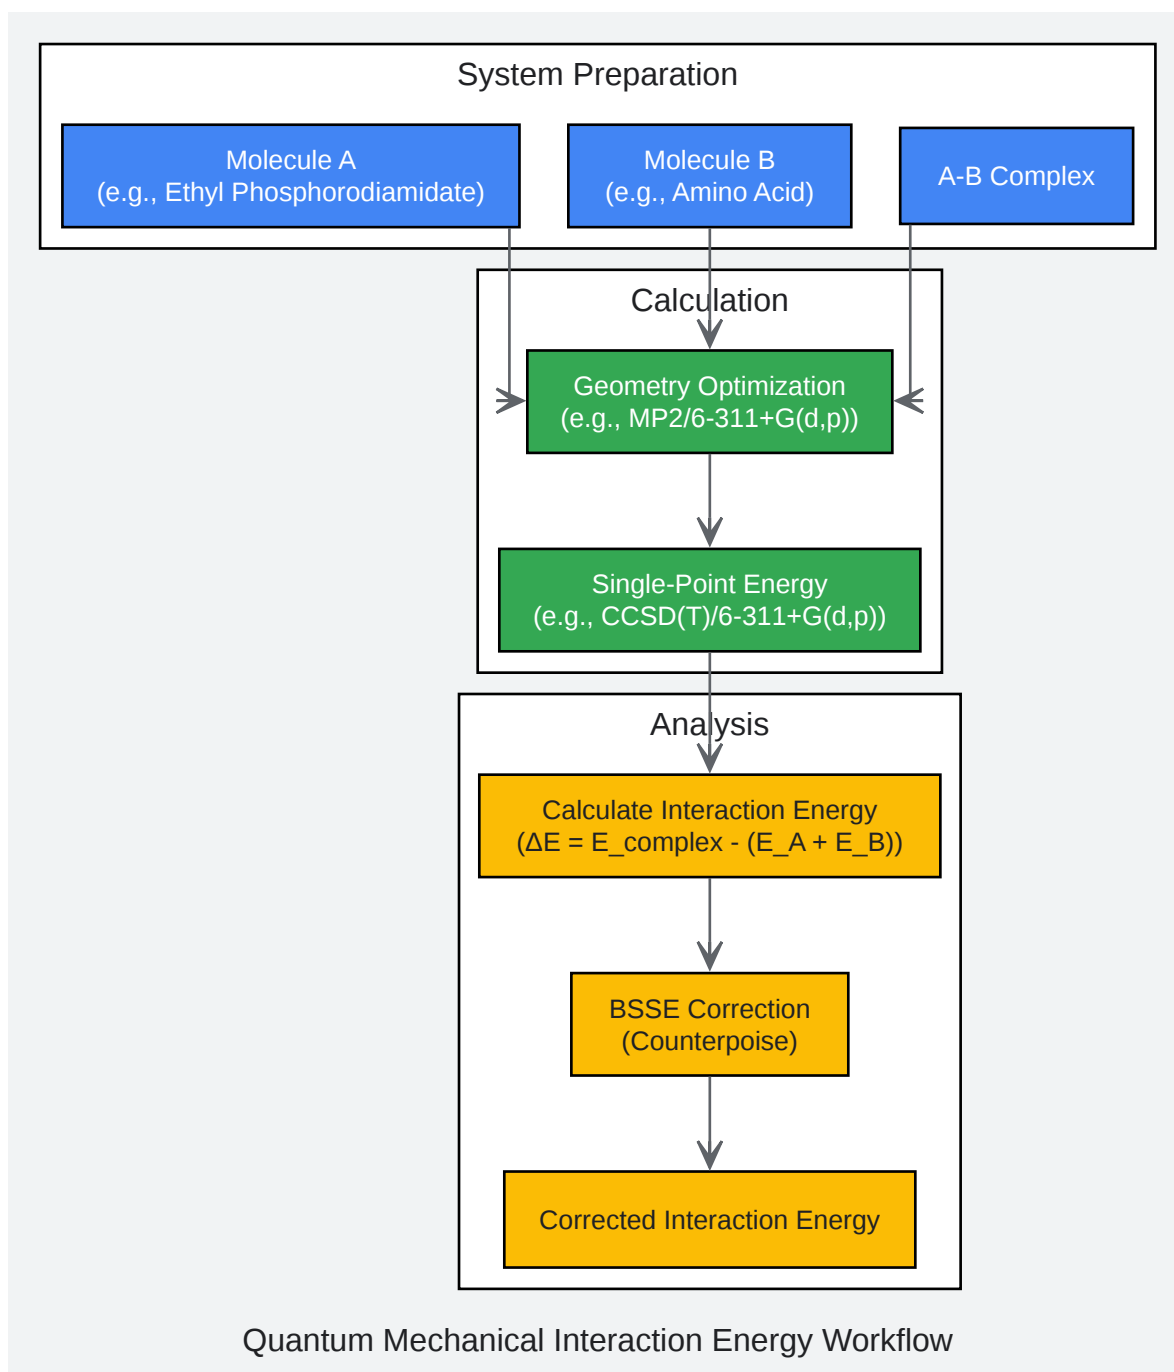 System Preparation
Molecule A
(e.g., Ethyl Phosphorodiamidate)
Molecule B
(e.g., Amino Acid)
A-B Complex
Calculation
Geometry Optimization
(e.g., MP2/6-311+G(d,p))
Single-Point Energy
(e.g., CCSD(T)/6-311+G(d,p))
Analysis
Calculate Interaction Energy
(ΔE = E_complex - (E_A + E_B))
BSSE Correction
(Counterpoise)
Corrected Interaction Energy
Quantum Mechanical Interaction Energy Workflow